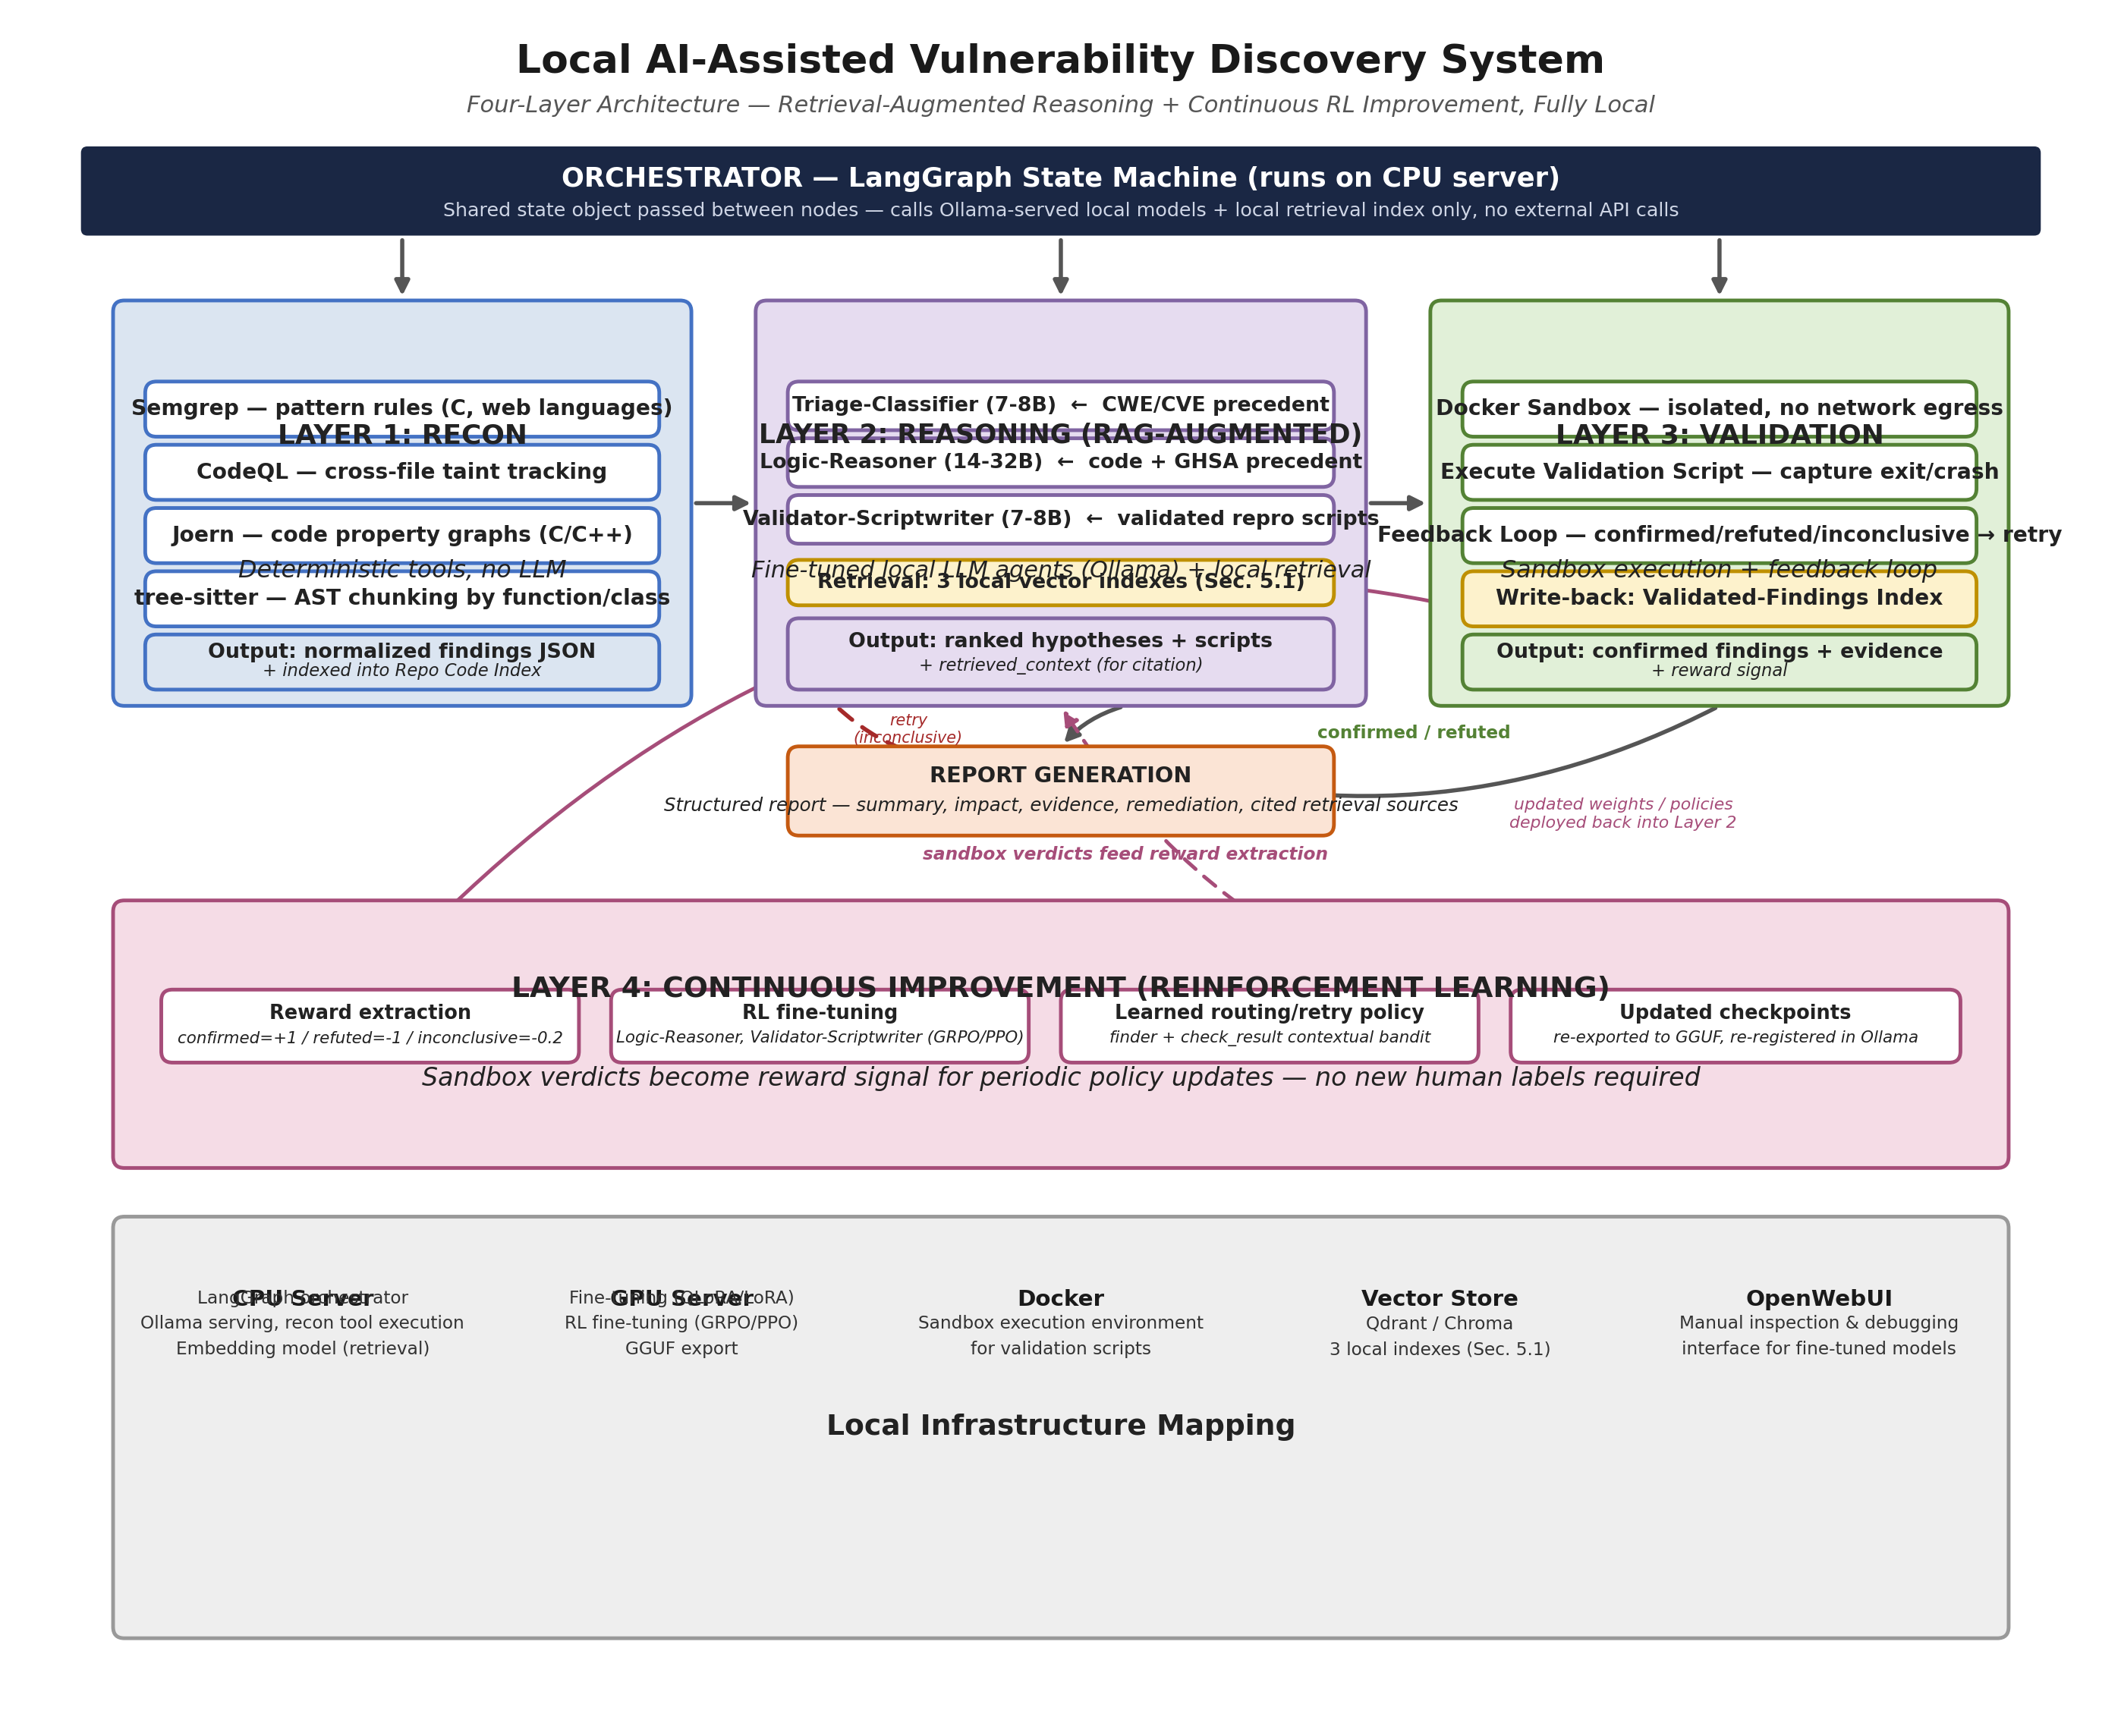 Local AI-Assisted Vulnerability Discovery System
Four-Layer Architecture — Retrieval-Augmented Reasoning + Continuous RL Improvement, Fully Local
ORCHESTRATOR — LangGraph State Machine (runs on CPU server)
Shared state object passed between nodes — calls Ollama-served local models + local retrieval index only, no external API calls
LAYER 1: RECON
Deterministic tools, no LLM
Semgrep — pattern rules (C, web languages)
CodeQL — cross-file taint tracking
Joern — code property graphs (C/C++)
tree-sitter — AST chunking by function/class
Output: normalized findings JSON
+ indexed into Repo Code Index
LAYER 2: REASONING (RAG-AUGMENTED)
Fine-tuned local LLM agents (Ollama) + local retrieval
Triage-Classifier (7-8B) ← CWE/CVE precedent
Logic-Reasoner (14-32B) ← code + GHSA precedent
Validator-Scriptwriter (7-8B) ← validated repro scripts
Retrieval: 3 local vector indexes (Sec. 5.1)
Output: ranked hypotheses + scripts
+ retrieved_context (for citation)
LAYER 3: VALIDATION
Sandbox execution + feedback loop
Docker Sandbox — isolated, no network egress
Execute Validation Script — capture exit/crash
Feedback Loop — confirmed/refuted/inconclusive → retry
Write-back: Validated-Findings Index
Output: confirmed findings + evidence
+ reward signal
retry
(inconclusive)
confirmed / refuted
REPORT GENERATION
Structured report — summary, impact, evidence, remediation, cited retrieval sources
updated weights / policies
deployed back into Layer 2
sandbox verdicts feed reward extraction
LAYER 4: CONTINUOUS IMPROVEMENT (REINFORCEMENT LEARNING)
Reward extraction
confirmed=+1 / refuted=-1 / inconclusive=-0.2
RL fine-tuning
Logic-Reasoner, Validator-Scriptwriter (GRPO/PPO)
Learned routing/retry policy
finder + check_result contextual bandit
Updated checkpoints
re-exported to GGUF, re-registered in Ollama
Sandbox verdicts become reward signal for periodic policy updates — no new human labels required
CPU Server
LangGraph orchestrator
Ollama serving, recon tool execution
Embedding model (retrieval)
GPU Server
Fine-tuning (QLoRA/LoRA)
RL fine-tuning (GRPO/PPO)
GGUF export
Docker
Sandbox execution environment
for validation scripts
Vector Store
Qdrant / Chroma
3 local indexes (Sec. 5.1)
OpenWebUI
Manual inspection & debugging
interface for fine-tuned models
Local Infrastructure Mapping